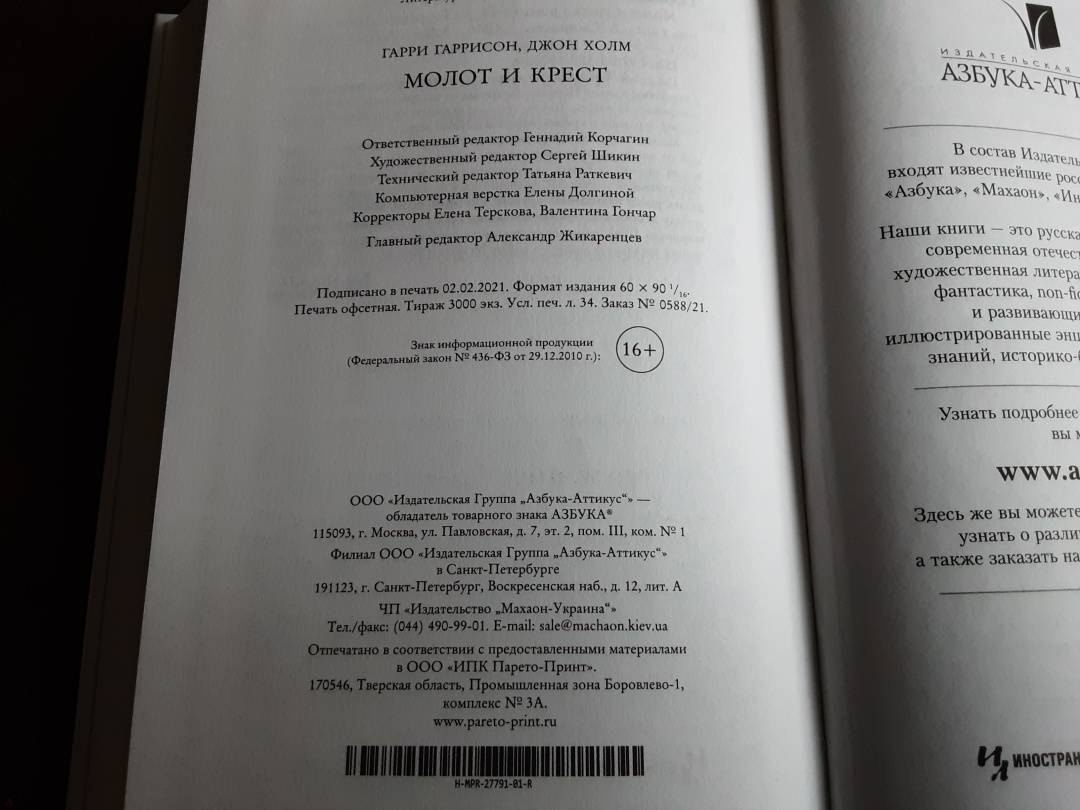 ГАРРИ ГАРРИСОН, ДЖОН ХОЛМ
МОЛОТ И КРЕСТ
Ответственный редактор Геннадий Корчагин
Художественный редактор Сергей Шикин
Технический редактор Татьяна Раткевич
Компьютерная верстка Елены Долгиной
Корректоры Елена Терскова, Валентина Гончар
Главный редактор Александр Жикаренцев
Подписано в печать 02.02.2021. Формат издания 60 × 90 1/16.
Печать офсетная. Тираж 3000 экз. Усл. печ. л. 34. Заказ № 0588/21.
Знак информационной продукции
(Федеральный закон № 436-ФЗ от 29.12.2010 г.):
16+
ООО «Издательская Группа „Азбука-Аттикус“» —
обладатель товарного знака АЗБУКА®
115093, г. Москва, ул. Павловская, д. 7, эт. 2, пом. III, ком. № 1
Филиал ООО «Издательская Группа „Азбука-Аттикус“»
в Санкт-Петербурге
191123, г. Санкт-Петербург, Воскресенская наб., д. 12, лит. А
ЧП «Издательство „Махаон-Украина“»
Тел./факс: (044) 490-99-01. E-mail: sale@machaon.kiev.ua
Отпечатано в соответствии с предоставленными материалами
в ООО «ИПК Парето-Принт».
170546, Тверская область, Промышленная зона Боровлево-1,
комплекс № 3А.
www.pareto-print.ru
H-MPR-27791-01-R
ИЗДАТЕЛЬСКАЯ
АЗБУКА-АТТ
В состав Издатель
входят известнейшие рос
«Азбука», «Махаон», «Ин
Наши книги — это русска
современная отечест
художественная литера
фантастика, non-fic
и развивающи
иллюстрированные энц
знаний, историко-б
Узнать подробнее
вы м
www.a
Здесь же вы можете
узнать о разли
а также заказать на
ИЛ ИНОСТРАН